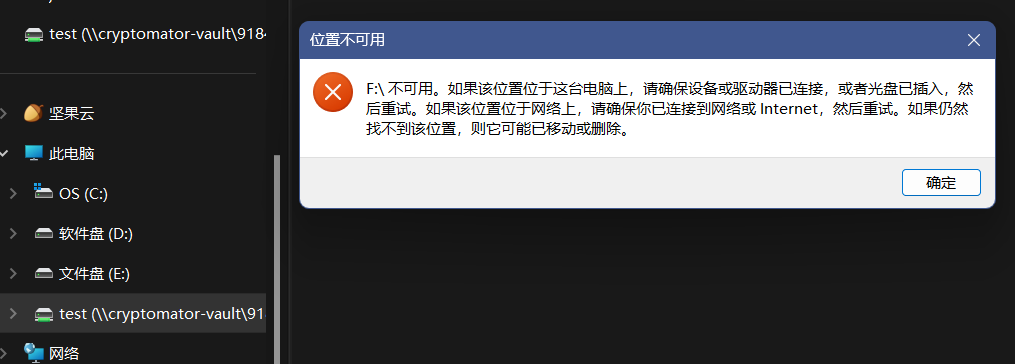 test (\\cryptomator-vault\9184
坚果云
此电脑
OS (C:)
软件盘 (D:)
文件盘 (E:)
test (\\cryptomator-vault\918
网络
位置不可用
F:\ 不可用。如果该位置位于这台电脑上，请确保设备或驱动器已连接，或者光盘已插入，然
后重试。如果该位置位于网络上，请确保你已连接到网络或 Internet，然后重试。如果仍然
找不到该位置，则它可能已移动或删除。
确定